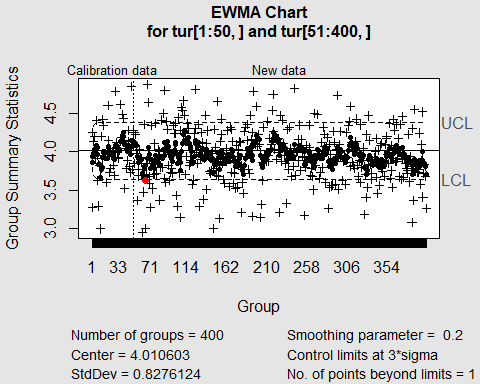 EWMA Chart
for tur[1:50, ] and tur[51:400, ]
Calibration data
New data
Group Summary Statistics
4.5
4.0
3.5
3.0
UCL
LCL
1 33 71 114 162 210 258 306 354
Group
Number of groups = 400
Center = 4.010603
StdDev = 0.8276124
Smoothing parameter = 0.2
Control limits at 3*sigma
No. of points beyond limits = 1